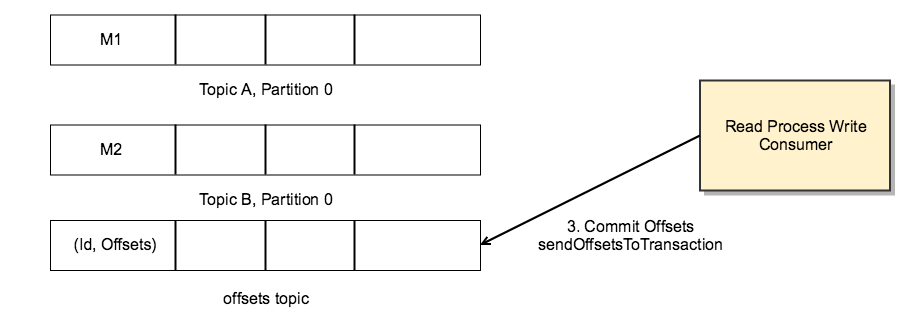 M1
Topic A, Partition 0
M2
Topic B, Partition 0
(Id, Offsets)
offsets topic
Read Process Write
Consumer
3. Commit Offsets
sendOffsetsToTransaction